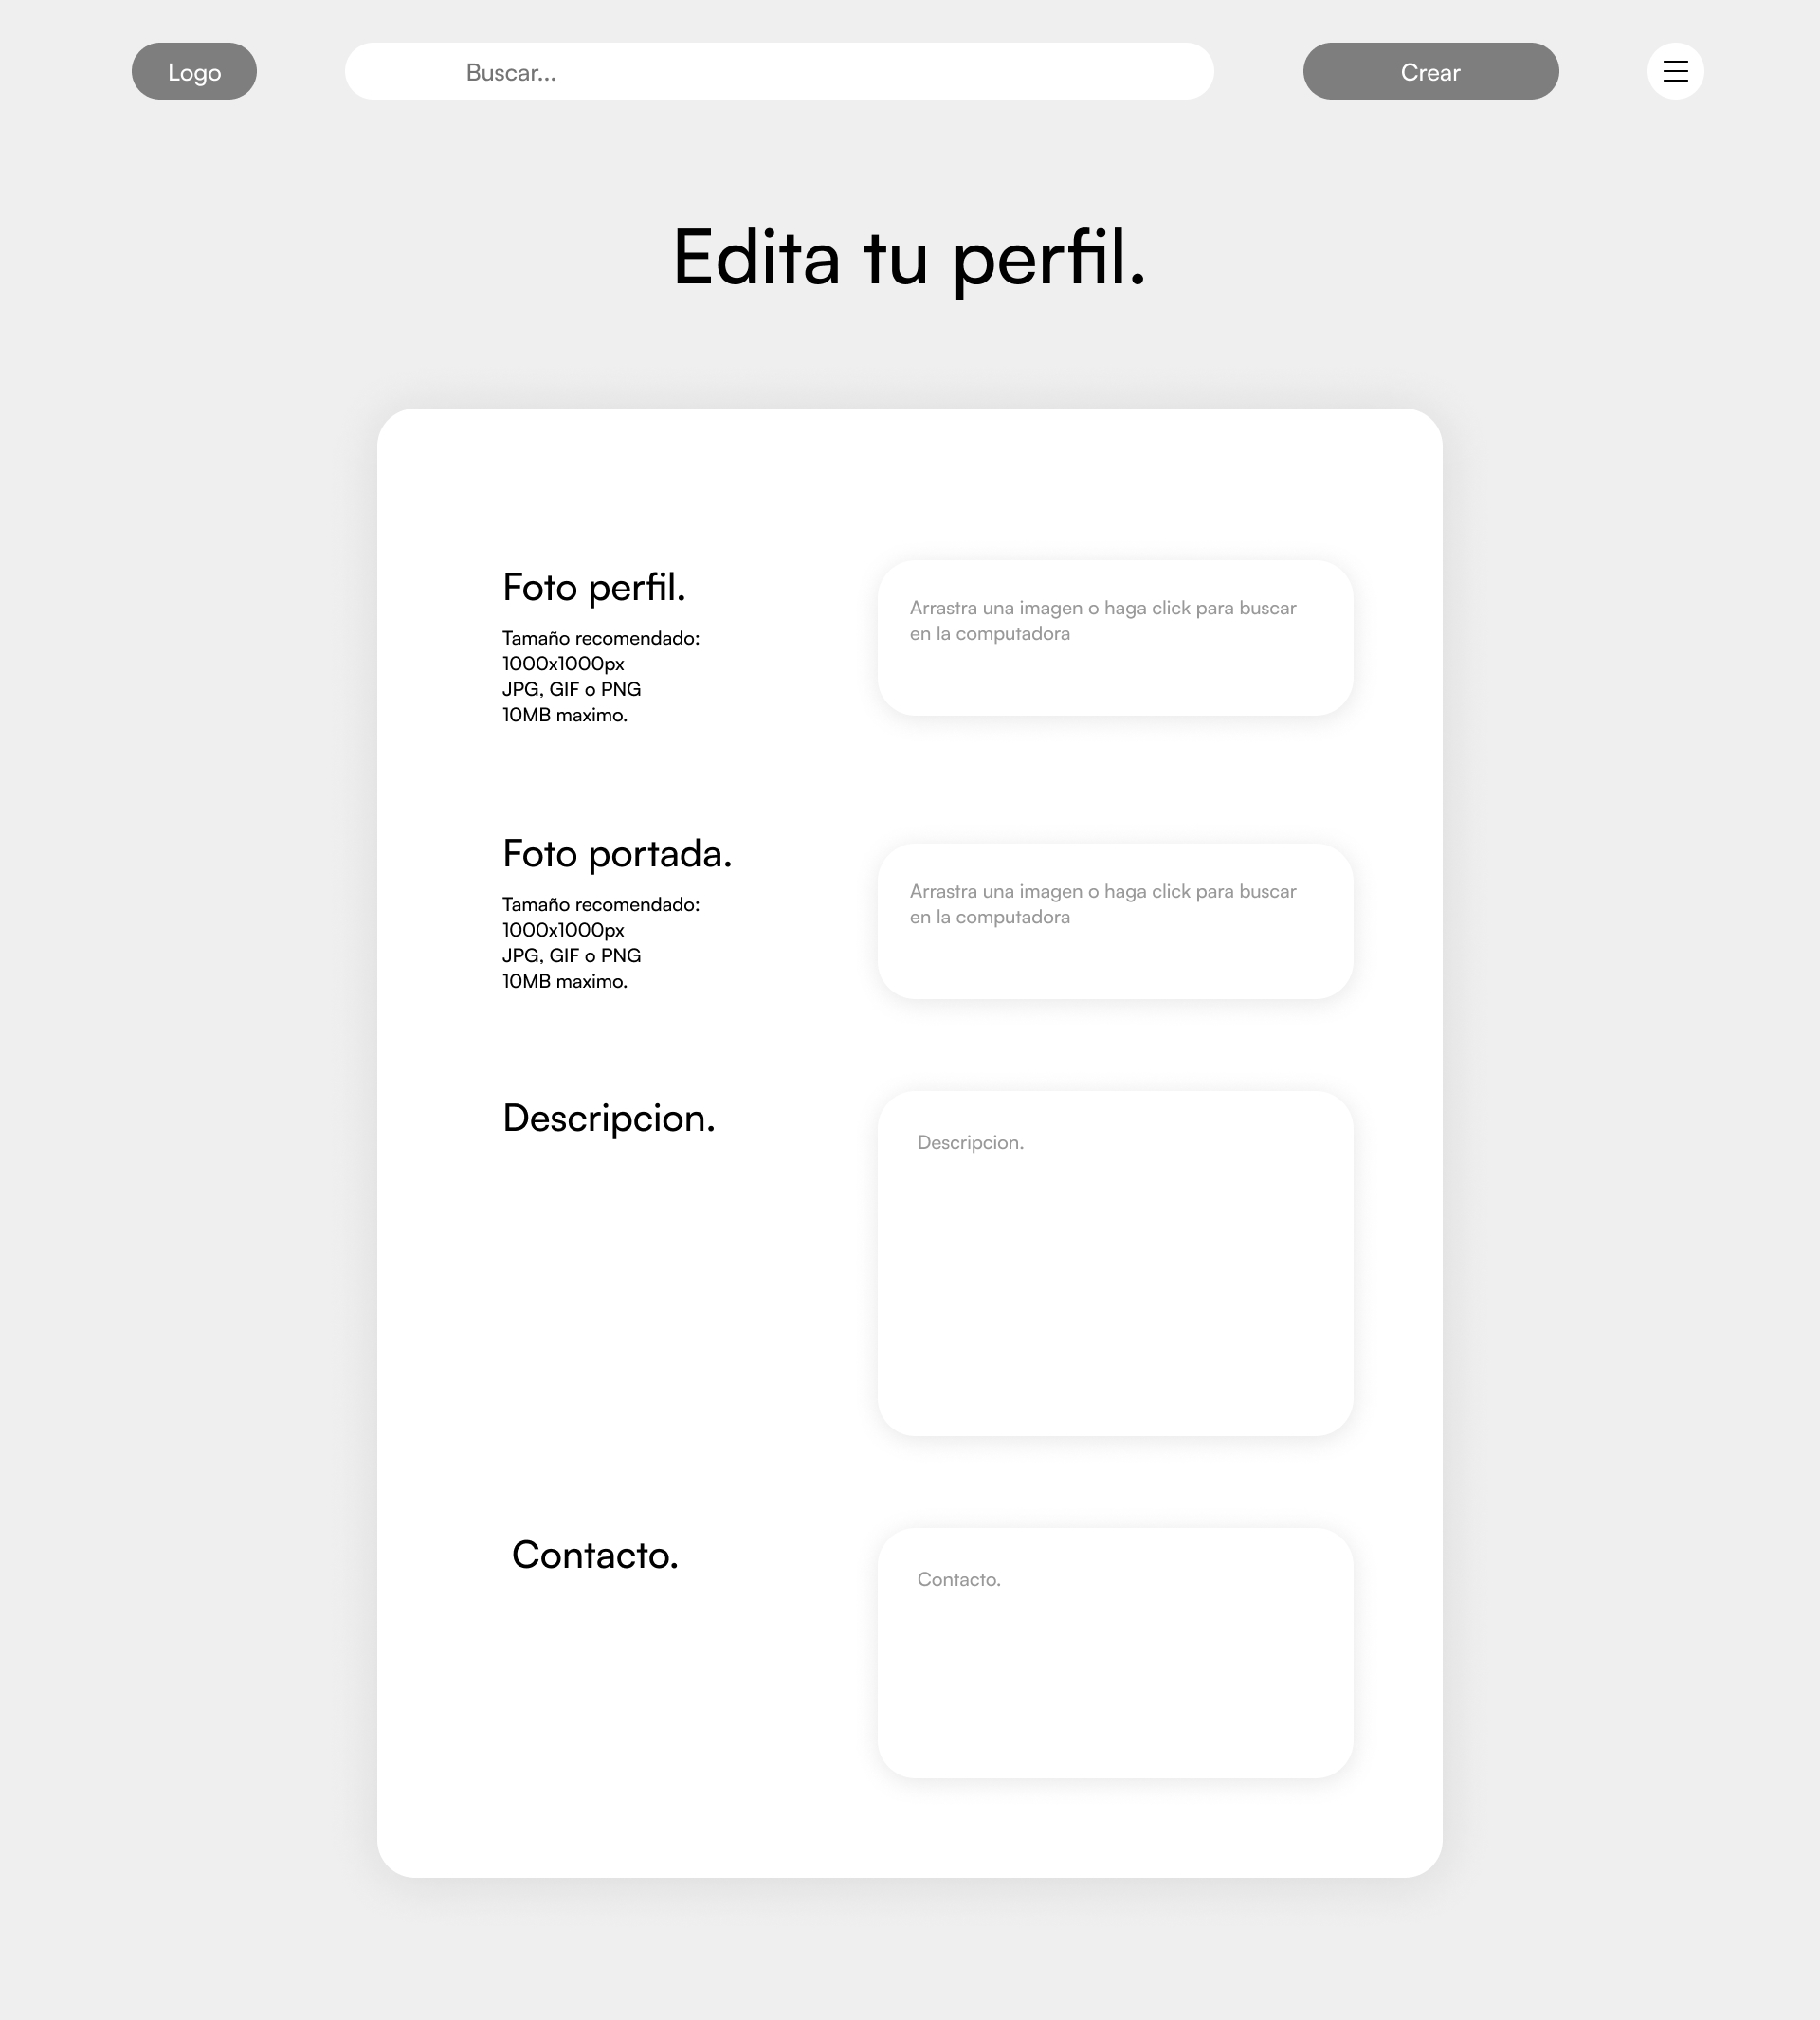 Logo
Buscar...
Crear
Edita tu perfil.
Foto perfil.
Tamaño recomendado:
1000x1000px
JPG, GIF o PNG
10MB maximo.
Arrastra una imagen o haga click para buscar
en la computadora
Foto portada.
Tamaño recomendado:
1000x1000px
JPG, GIF o PNG
10MB maximo.
Arrastra una imagen o haga click para buscar
en la computadora
Descripcion.
Descripcion.
Contacto.
Contacto.